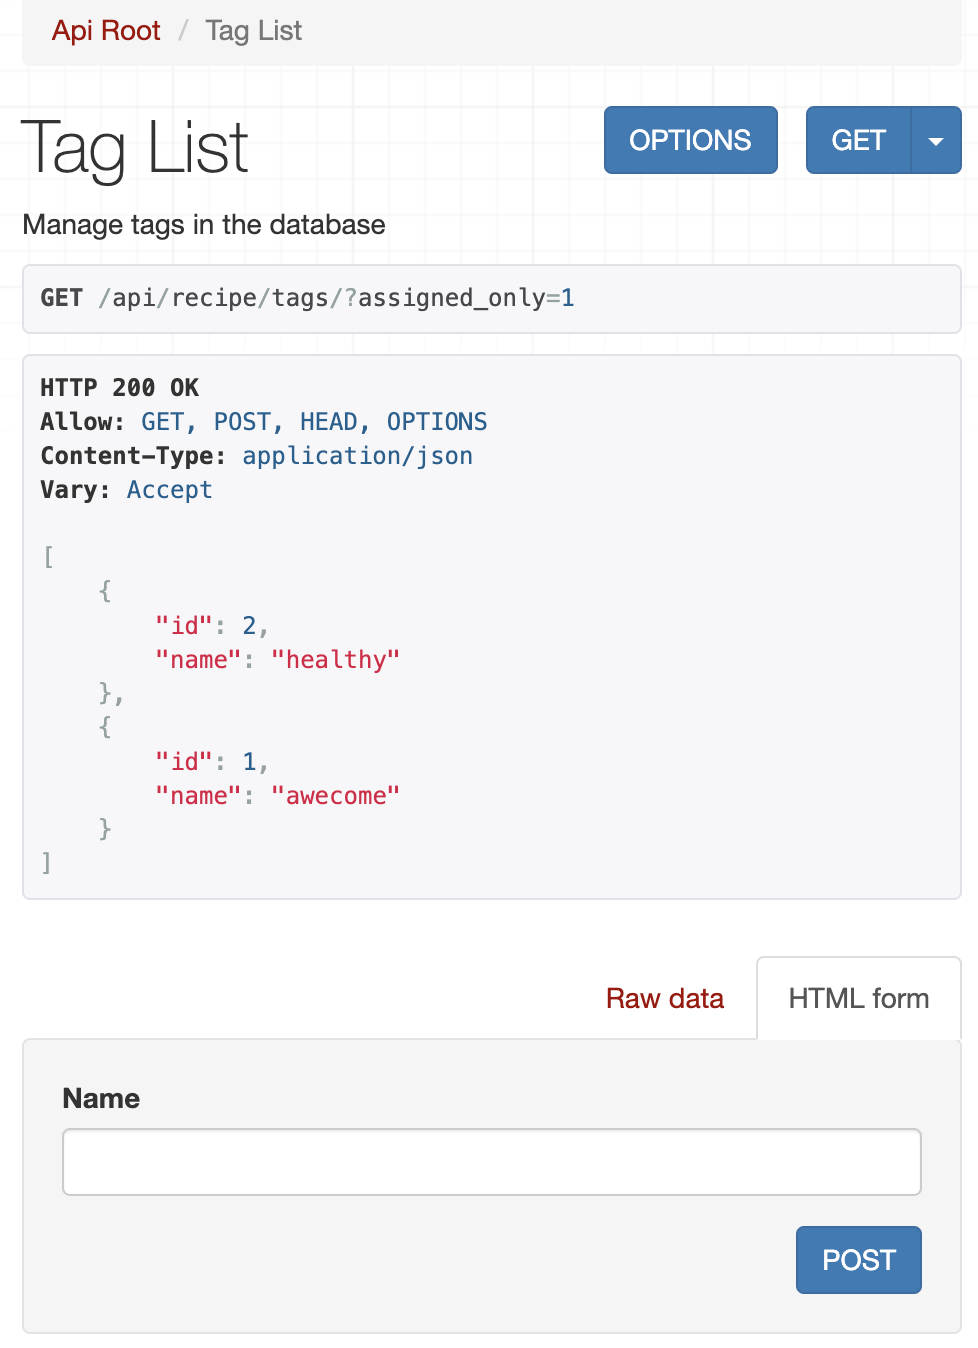 Api Root / Tag List
Tag List
OPTIONS
GET
Manage tags in the database
GET /api/recipe/tags/?assigned_only=1
HTTP 200 OK
Allow: GET, POST, HEAD, OPTIONS
Content-Type: application/json
Vary: Accept
[
    {
        "id": 2,
        "name": "healthy"
    },
    {
        "id": 1,
        "name": "awecome"
    }
]
Raw data
HTML form
Name
POST